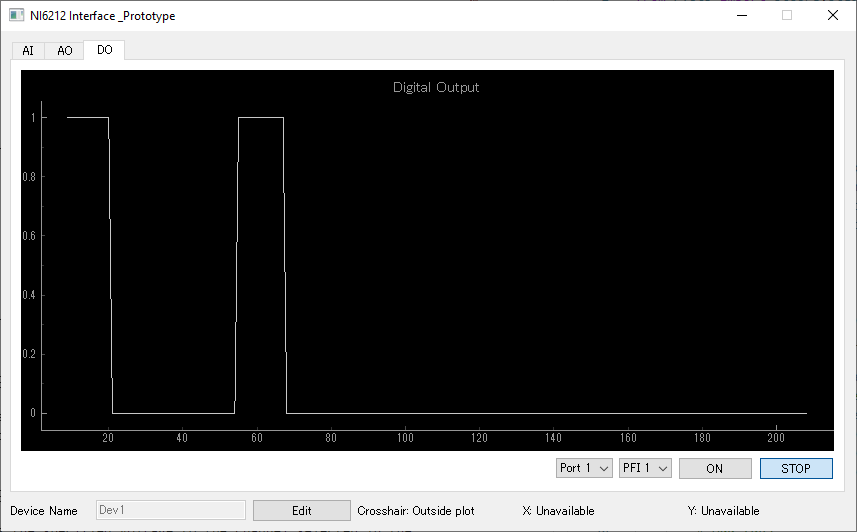 NI6212 Interface _Prototype
AI AO DO
Digital Output
1
0.8
0.6
0.4
0.2
0
20 40 60 80 100 120 140 160 180 200
Port 1 PFI 1 ON STOP
Device Name Dev1 Edit Crosshair: Outside plot X: Unavailable Y: Unavailable